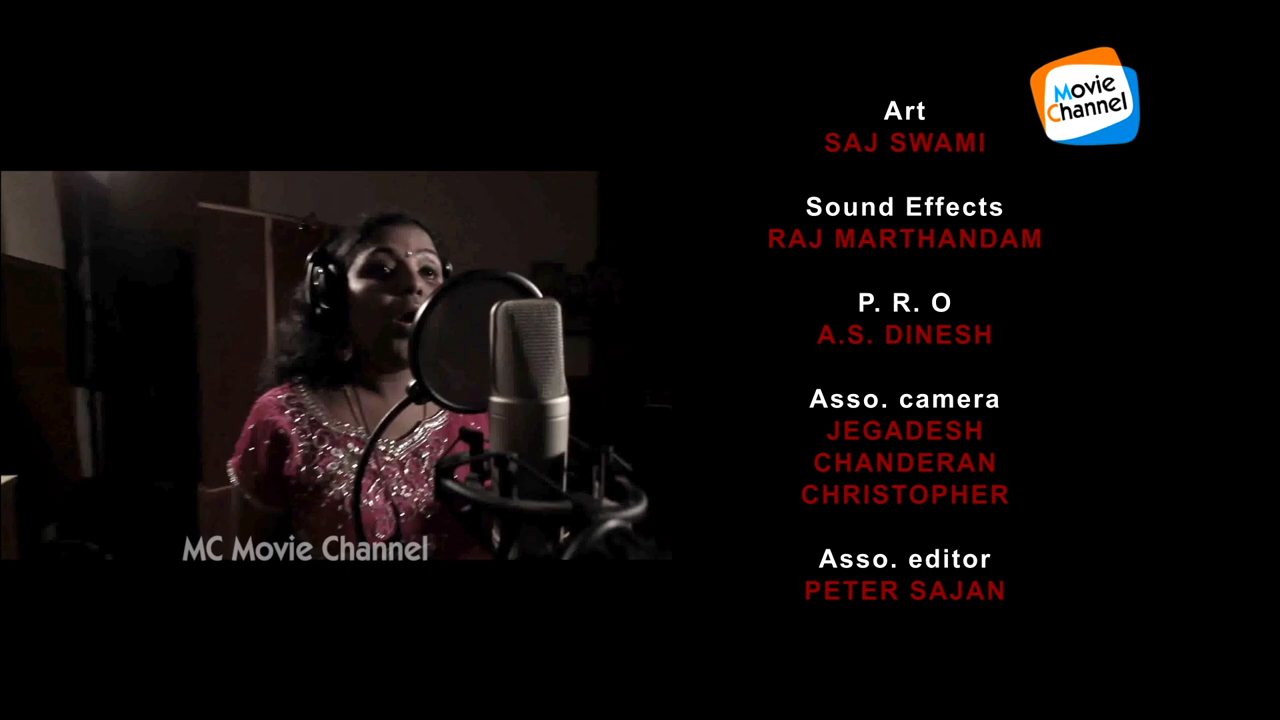 Movie
Channel
Art
SAJ SWAMI
Sound Effects
RAJ MARTHANDAM
P. R. O
A.S. DINESH
Asso. camera
JEGADESH
CHANDERAN
CHRISTOPHER
Asso. editor
PETER SAJAN
MC Movie Channel